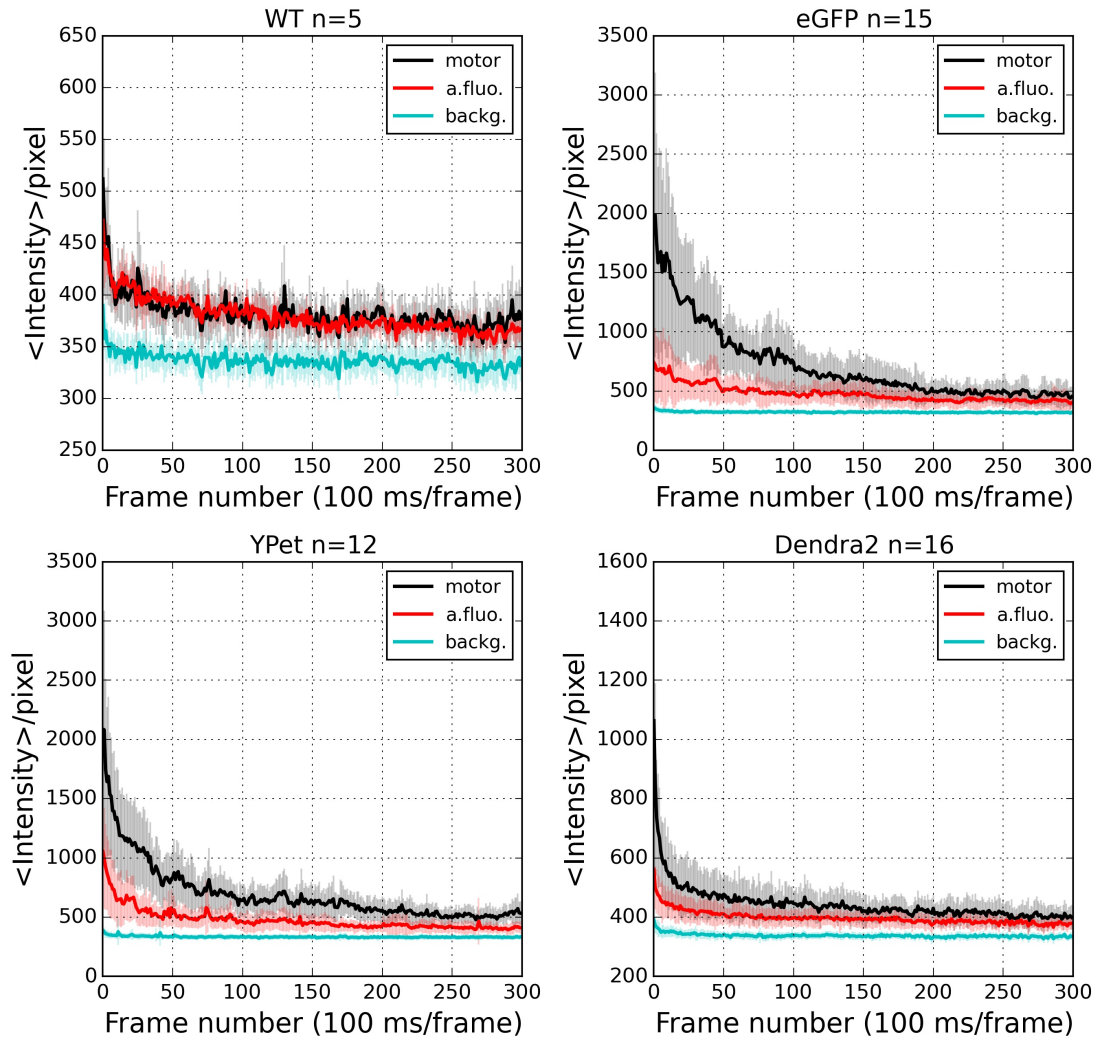 WT n=5
650
600
550
500
450
400
350
300
250
0
50
100
150
200
250
300
<Intensity>/pixel
Frame number (100 ms/frame)
motor
a.fluo.
backg.
eGFP n=15
3500
3000
2500
2000
1500
1000
500
0
0
50
100
150
200
250
300
<Intensity>/pixel
Frame number (100 ms/frame)
motor
a.fluo.
backg.
YPet n=12
3500
3000
2500
2000
1500
1000
500
0
0
50
100
150
200
250
300
<Intensity>/pixel
Frame number (100 ms/frame)
motor
a.fluo.
backg.
Dendra2 n=16
1600
1400
1200
1000
800
600
400
200
0
50
100
150
200
250
300
<Intensity>/pixel
Frame number (100 ms/frame)
motor
a.fluo.
backg.